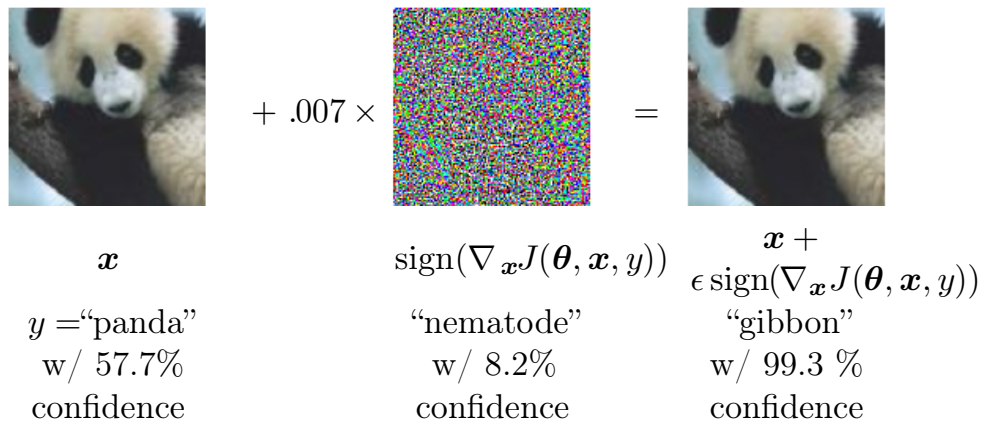 + .007 × =
x sign(∇ₓJ(θ, x, y)) x +
ϵ sign(∇ₓJ(θ, x, y))
y =“panda” “nematode” “gibbon”
w/ 57.7% w/ 8.2% w/ 99.3 %
confidence confidence confidence